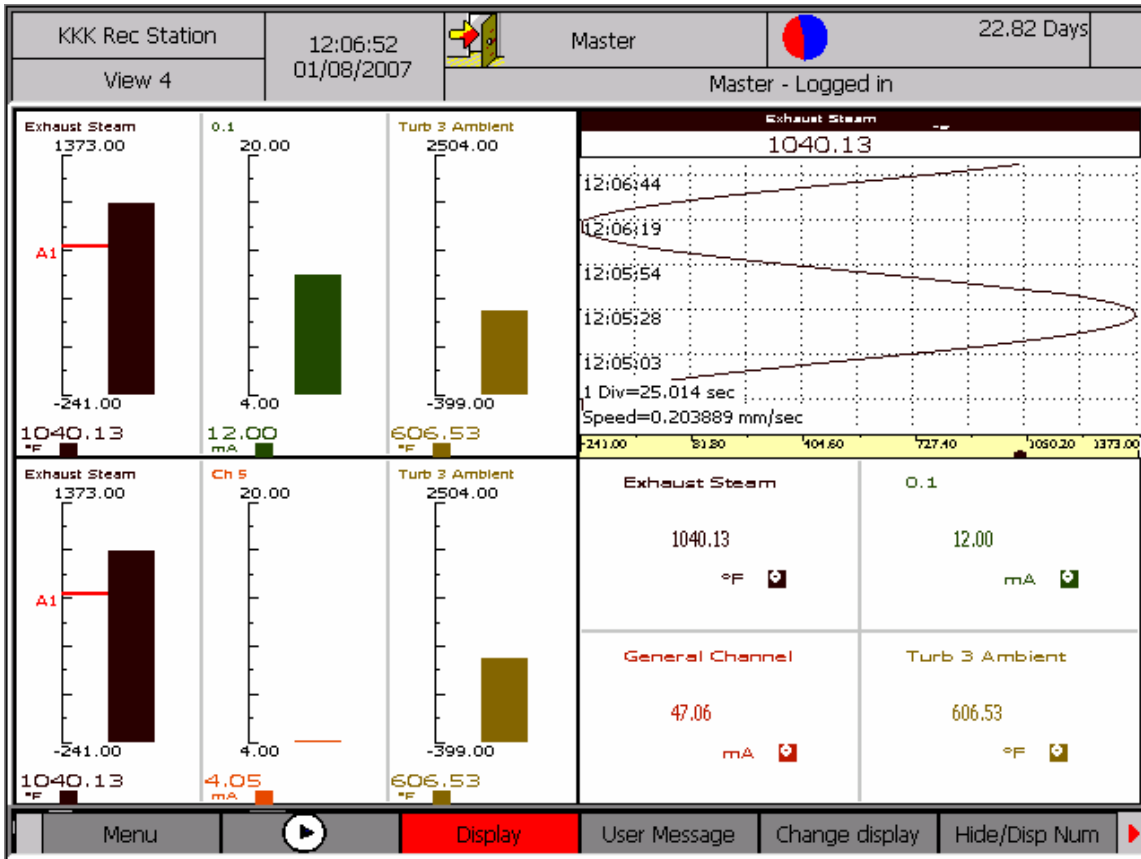 KKK Rec Station
View 4
12:06:52
01/08/2007
Master
22.82 Days
Master - Logged in
Exhaust Steam
1373.00
A1
-241.00
1040.13
°F
0.1
20.00
4.00
12.00
mA
Turb 3 Ambient
2504.00
-399.00
606.53
°F
Exhaust Steam
1040.13
12:06:44
12:06:19
12:05:54
12:05:28
12:05:03
1 Div=25.014 sec
Speed=0.203889 mm/sec
-241.00 81.80 404.60 727.40 1050.20 1373.00
Exhaust Steam
1373.00
A1
-241.00
1040.13
°F
Ch 5
20.00
4.00
4.05
mA
Turb 3 Ambient
2504.00
-399.00
606.53
°F
Exhaust Steam
1040.13
°F
0.1
12.00
mA
General Channel
47.06
mA
Turb 3 Ambient
606.53
°F
Menu Display User Message Change display Hide/Disp Num